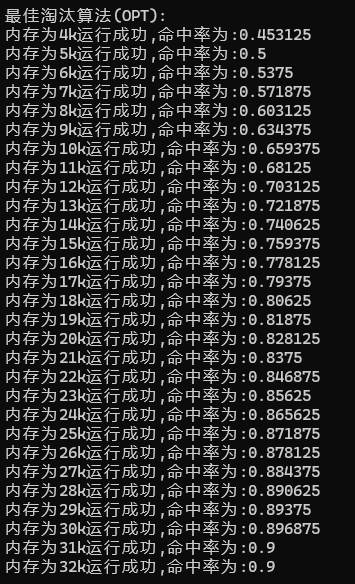 最佳淘汰算法(OPT):
内存为4k运行成功,命中率为:0.453125
内存为5k运行成功,命中率为:0.5
内存为6k运行成功,命中率为:0.5375
内存为7k运行成功,命中率为:0.571875
内存为8k运行成功,命中率为:0.603125
内存为9k运行成功,命中率为:0.634375
内存为10k运行成功,命中率为:0.659375
内存为11k运行成功,命中率为:0.68125
内存为12k运行成功,命中率为:0.703125
内存为13k运行成功,命中率为:0.721875
内存为14k运行成功,命中率为:0.740625
内存为15k运行成功,命中率为:0.759375
内存为16k运行成功,命中率为:0.778125
内存为17k运行成功,命中率为:0.79375
内存为18k运行成功,命中率为:0.80625
内存为19k运行成功,命中率为:0.81875
内存为20k运行成功,命中率为:0.828125
内存为21k运行成功,命中率为:0.8375
内存为22k运行成功,命中率为:0.846875
内存为23k运行成功,命中率为:0.85625
内存为24k运行成功,命中率为:0.865625
内存为25k运行成功,命中率为:0.871875
内存为26k运行成功,命中率为:0.878125
内存为27k运行成功,命中率为:0.884375
内存为28k运行成功,命中率为:0.890625
内存为29k运行成功,命中率为:0.89375
内存为30k运行成功,命中率为:0.896875
内存为31k运行成功,命中率为:0.9
内存为32k运行成功,命中率为:0.9